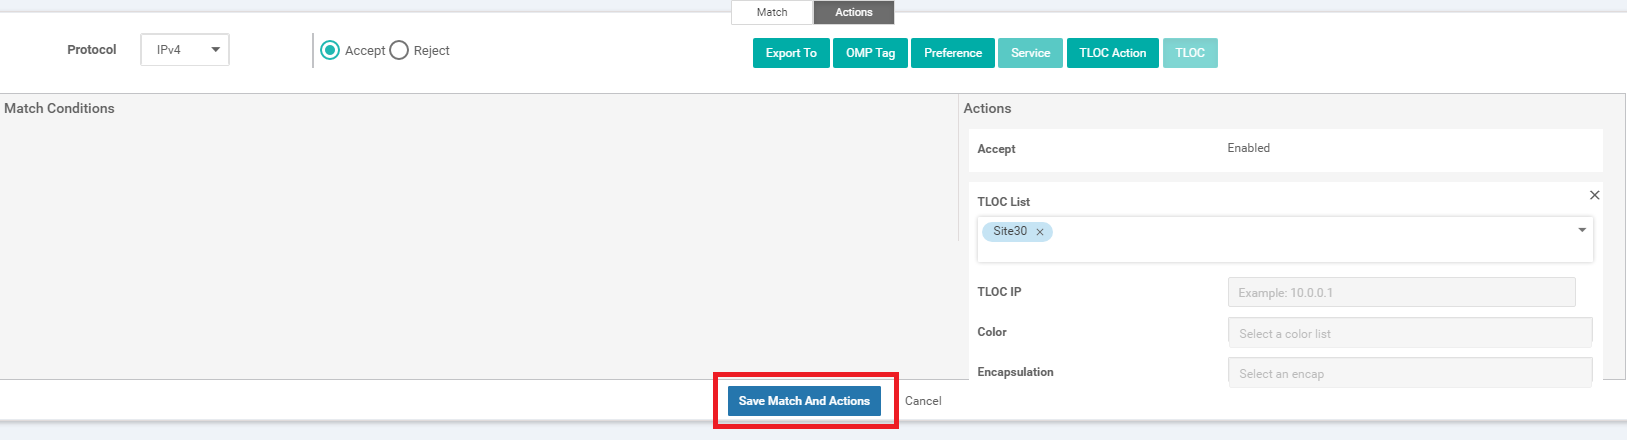 Match Actions
Protocol IPv4 Accept Reject Export To OMP Tag Preference Service TLOC Action TLOC
Match Conditions
Actions
Accept Enabled
TLOC List
Site30
TLOC IP Example: 10.0.0.1
Color Select a color list
Encapsulation Select an encap
Save Match And Actions Cancel